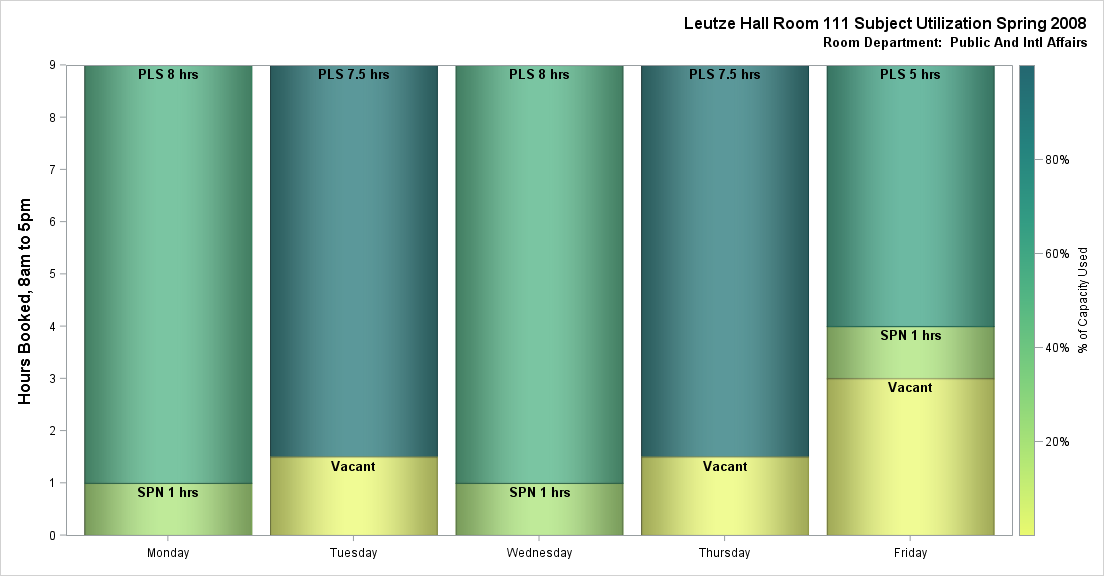 Leutze Hall Room 111 Subject Utilization Spring 2008
Room Department: Public And Intl Affairs
Hours Booked, 8am to 5pm
9
8
7
6
5
4
3
2
1
0
PLS 8 hrs
SPN 1 hrs
PLS 7.5 hrs
Vacant
PLS 8 hrs
SPN 1 hrs
PLS 7.5 hrs
Vacant
PLS 5 hrs
SPN 1 hrs
Vacant
Monday
Tuesday
Wednesday
Thursday
Friday
80%
60%
40%
20%
% of Capacity Used